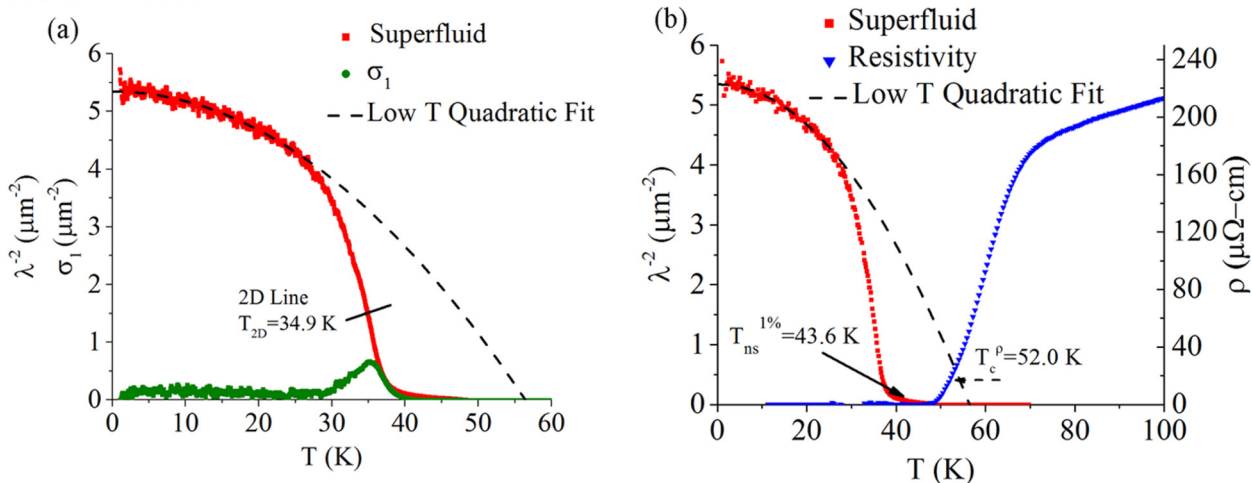 (a)
Superfluid
σ₁
Low T Quadratic Fit
6
5
4
3
2
1
0
λ⁻² (μm⁻²)
σ₁ (μm⁻²)
2D Line
T₂D=34.9 K
0 10 20 30 40 50 60
T (K)
(b)
Superfluid
Resistivity
Low T Quadratic Fit
6
5
4
3
2
1
0
λ⁻² (μm⁻²)
240
200
160
120
80
40
0
ρ (μΩ−cm)
Tns¹%=43.6 K
Tcᵖ=52.0 K
0 20 40 60 80 100
T (K)